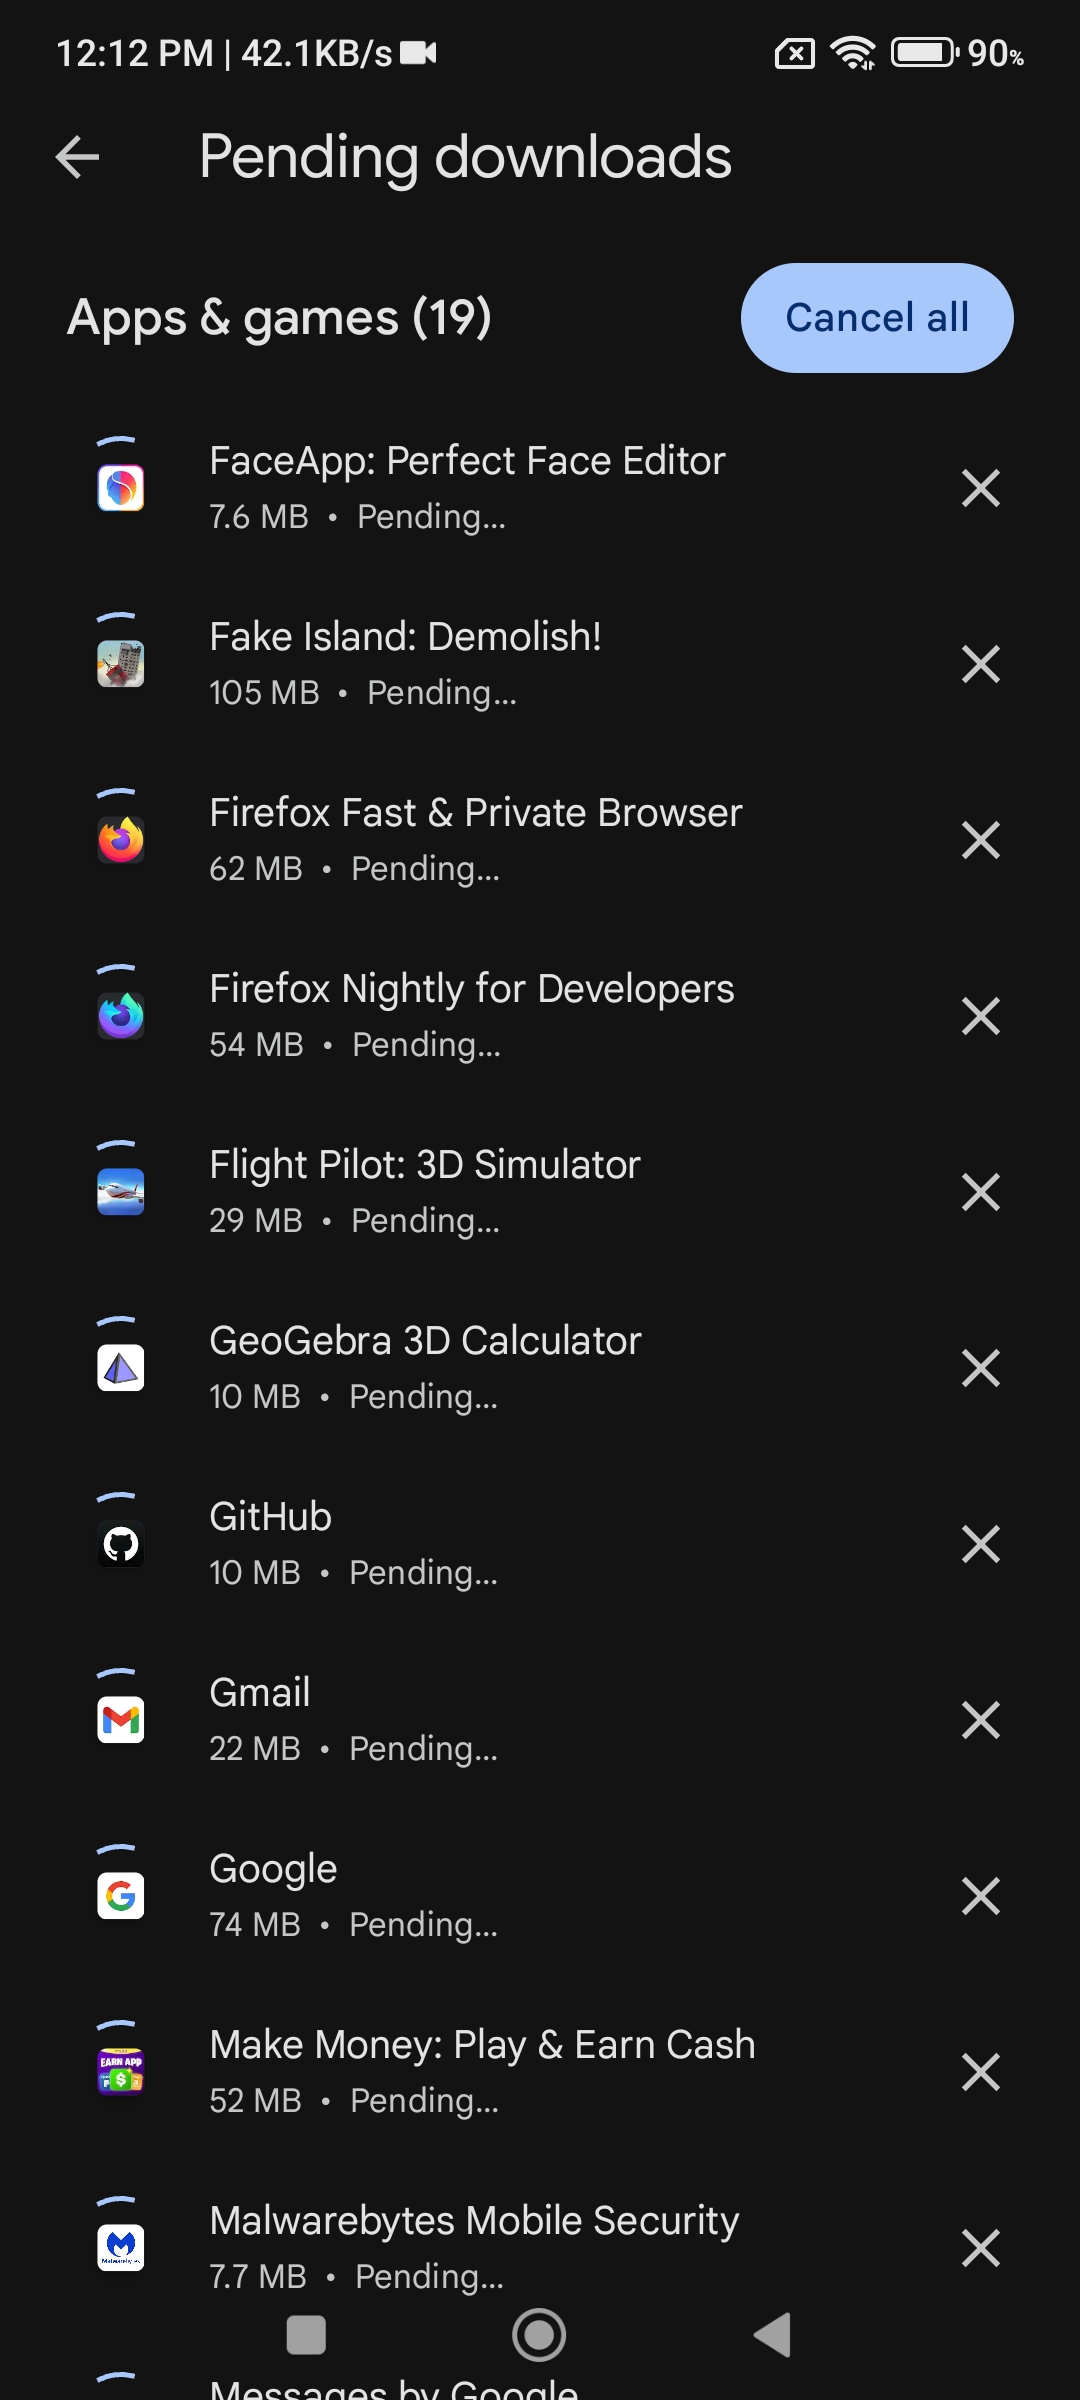 12:12 PM | 42.1KB/s
90%
Pending downloads
Apps & games (19)
Cancel all
FaceApp: Perfect Face Editor
7.6 MB • Pending...
Fake Island: Demolish!
105 MB • Pending...
Firefox Fast & Private Browser
62 MB • Pending...
Firefox Nightly for Developers
54 MB • Pending...
Flight Pilot: 3D Simulator
29 MB • Pending...
GeoGebra 3D Calculator
10 MB • Pending...
GitHub
10 MB • Pending...
Gmail
22 MB • Pending...
Google
74 MB • Pending...
EARN APP
Make Money: Play & Earn Cash
52 MB • Pending...
Malwarebytes
Malwarebytes Mobile Security
7.7 MB • Pending...
Messages by Google